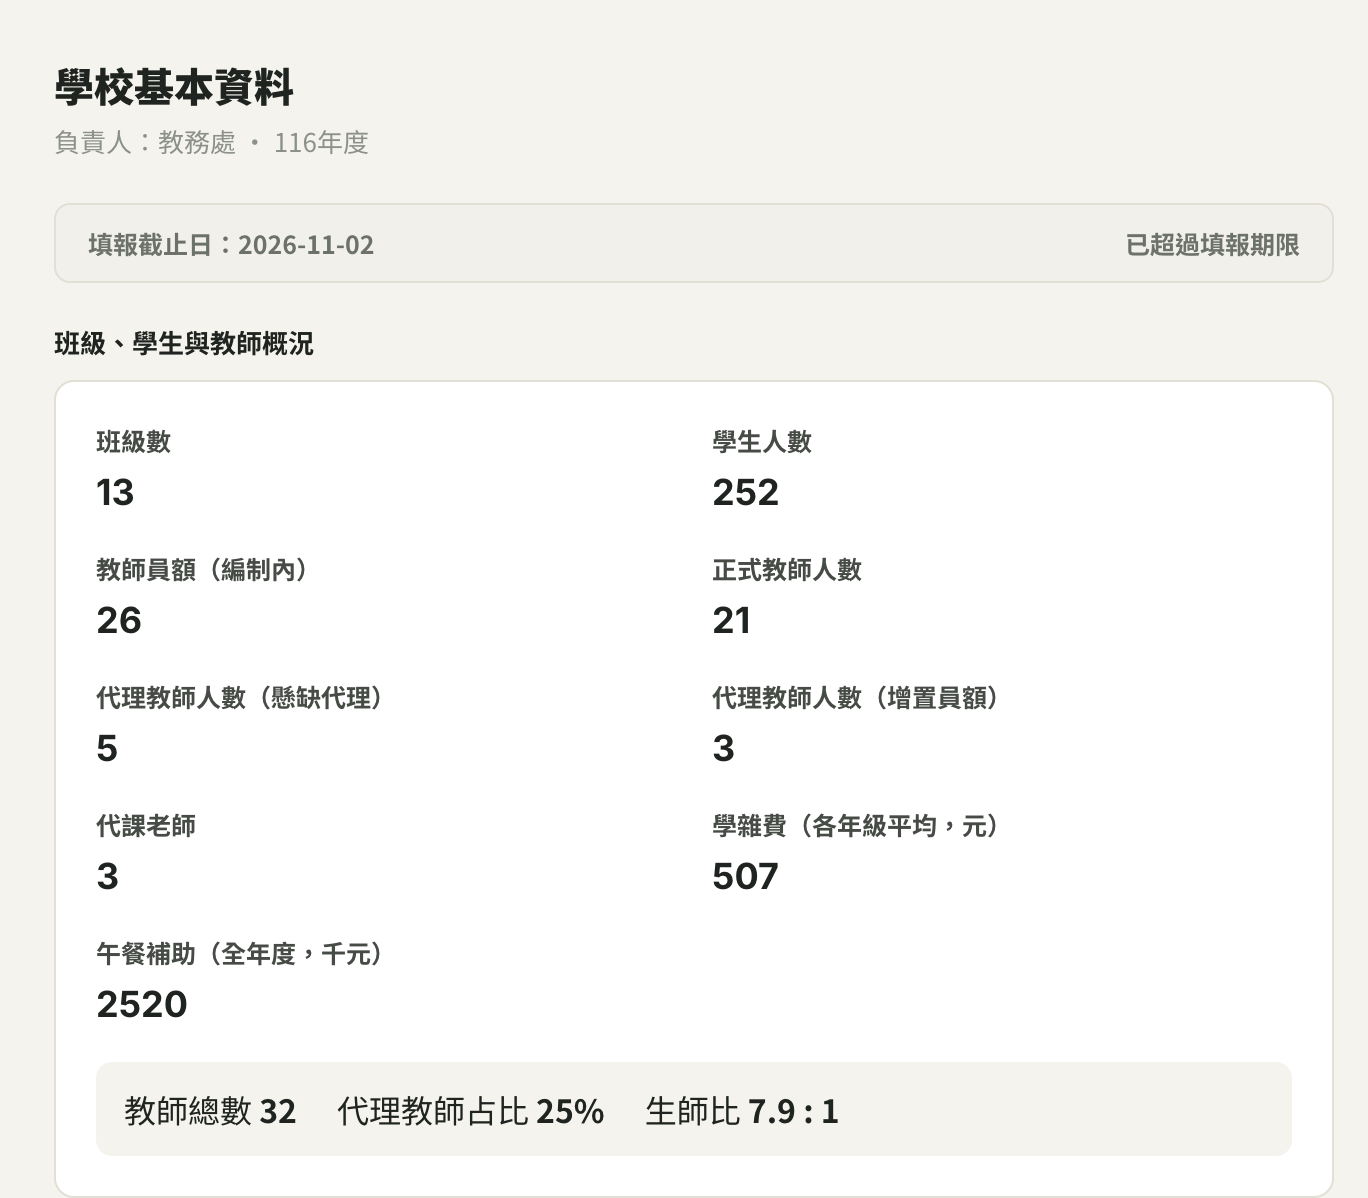 學校基本資料
負責人：教務處 · 116年度
填報截止日：2026-11-02 已超過填報期限
班級、學生與教師概況
班級數 學生人數
13 252
教師員額（編制內） 正式教師人數
26 21
代理教師人數（懸缺代理） 代理教師人數（增置員額）
5 3
代課老師 學雜費（各年級平均，元）
3 507
午餐補助（全年度，千元）
2520
教師總數 32 代理教師占比 25% 生師比 7.9 : 1